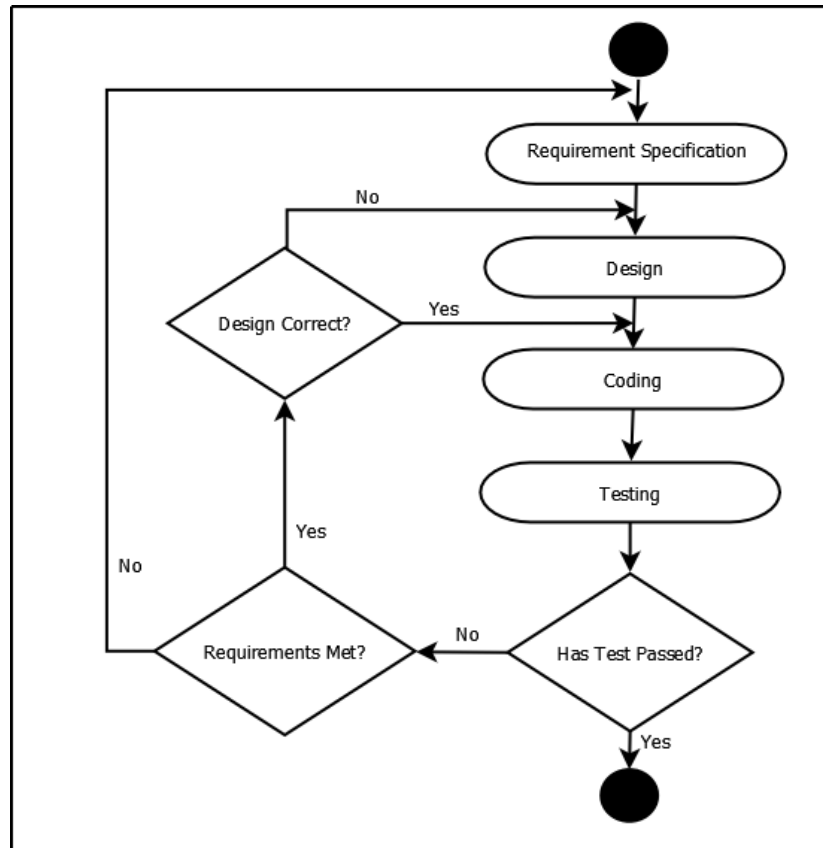 Requirement Specification
No
Design
Design Correct?
Yes
Coding
Testing
Yes
No
No
Requirements Met?
Has Test Passed?
Yes